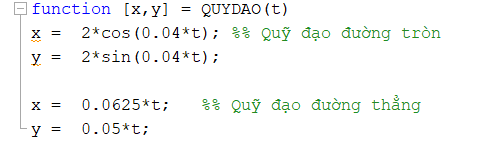 function [x,y] = QUYDAO(t)
x =  2*cos(0.04*t); %% Quỹ đạo đường tròn
y =  2*sin(0.04*t);
x =  0.0625*t;   %% Quỹ đạo đường thẳng
y =  0.05*t;